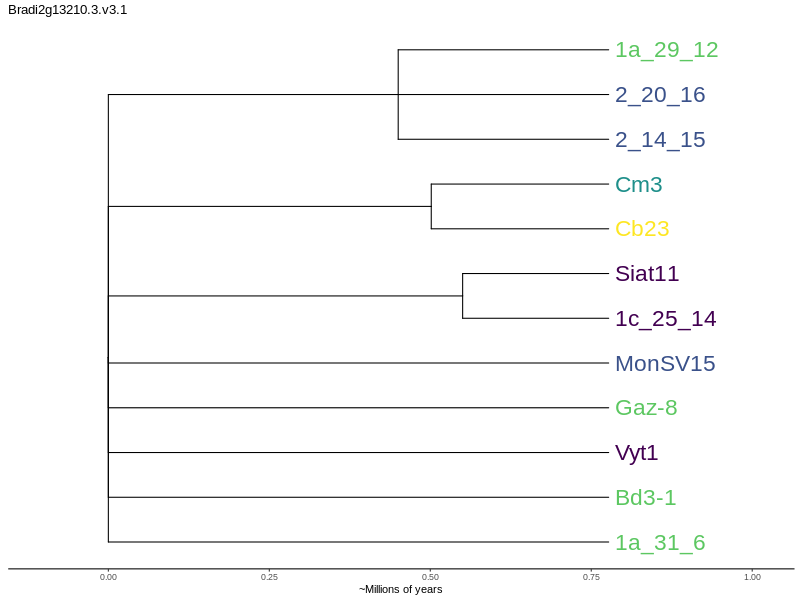 Bradi2g13210.3.v3.1
1a_29_12
2_20_16
2_14_15
Cm3
Cb23
Siat11
1c_25_14
MonSV15
Gaz-8
Vyt1
Bd3-1
1a_31_6
0.00 0.25 0.50 0.75 1.00
~Millions of years